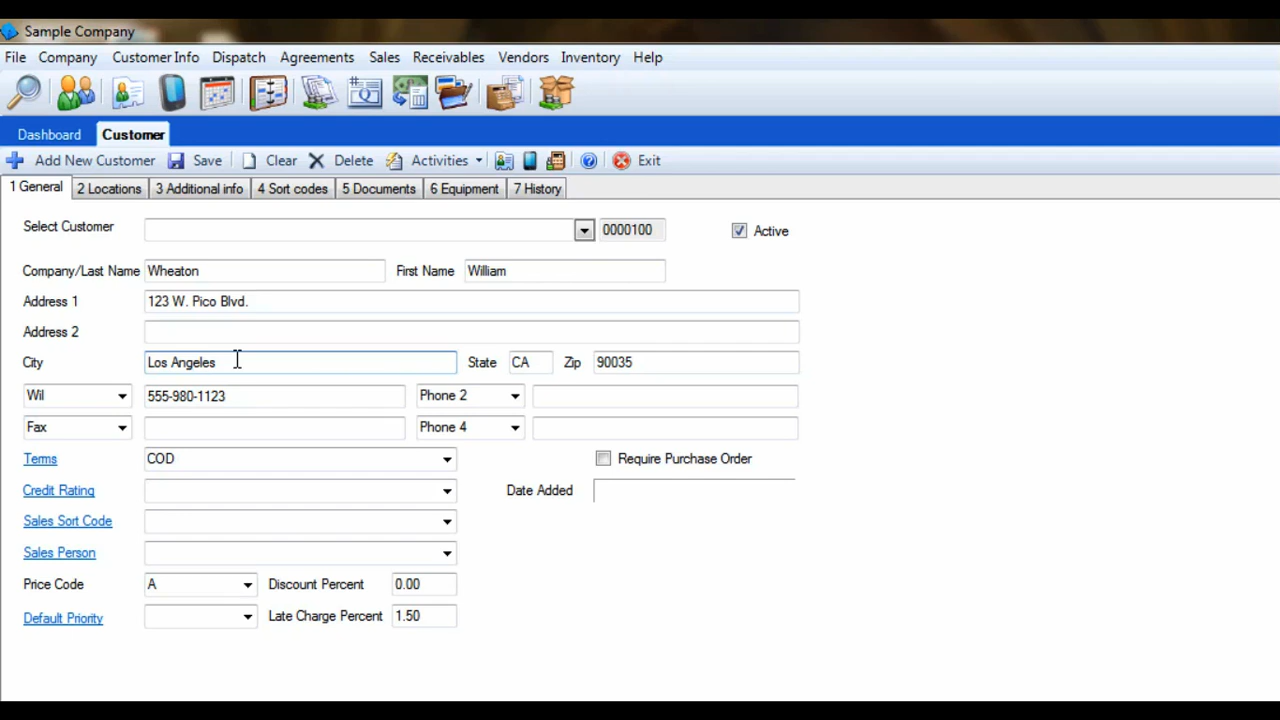 Sample Company
File Company Customer Info Dispatch Agreements Sales Receivables Vendors Inventory Help
Dashboard Customer
Add New Customer Save Clear Delete Activities Exit
1 General 2 Locations 3 Additional info 4 Sort codes 5 Documents 6 Equipment 7 History
Select Customer 0000100 Active
Company/Last Name Wheaton First Name William
Address 1 123 W. Pico Blvd.
Address 2
City Los Angeles State CA Zip 90035
Wil 555-980-1123 Phone 2
Fax Phone 4
Terms COD Require Purchase Order
Credit Rating Date Added
Sales Sort Code
Sales Person
Price Code A Discount Percent 0.00
Default Priority Late Charge Percent 1.50